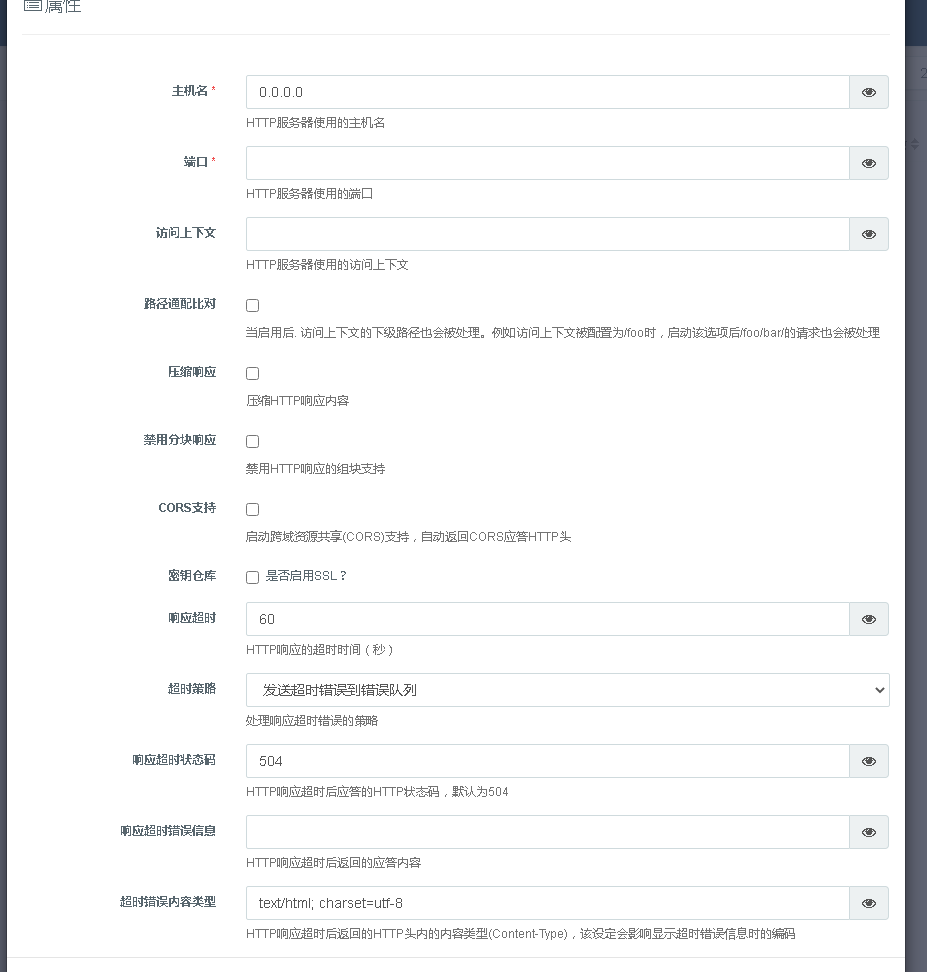 属性
2
主机名 *
0.0.0.0
HTTP服务器使用的主机名
端口 *
HTTP服务器使用的端口
访问上下文
HTTP服务器使用的访问上下文
路径通配比对
当启用后. 访问上下文的下级路径也会被处理。例如访问上下文被配置为/foo时，启动该选项后/foo/bar/的请求也会被处理
压缩响应
压缩HTTP响应内容
禁用分块响应
禁用HTTP响应的组块支持
CORS支持
启动跨域资源共享(CORS)支持，自动返回CORS应答HTTP头
密钥仓库
是否启用SSL？
响应超时
60
HTTP响应的超时时间（秒）
超时策略
发送超时错误到错误队列
处理响应超时错误的策略
响应超时状态码
504
HTTP响应超时后应答的HTTP状态码，默认为504
响应超时错误信息
HTTP响应超时后返回的应答内容
超时错误内容类型
text/html; charset=utf-8
HTTP响应超时后返回的HTTP头内的内容类型(Content-Type)，该设定会影响显示超时错误信息时的编码